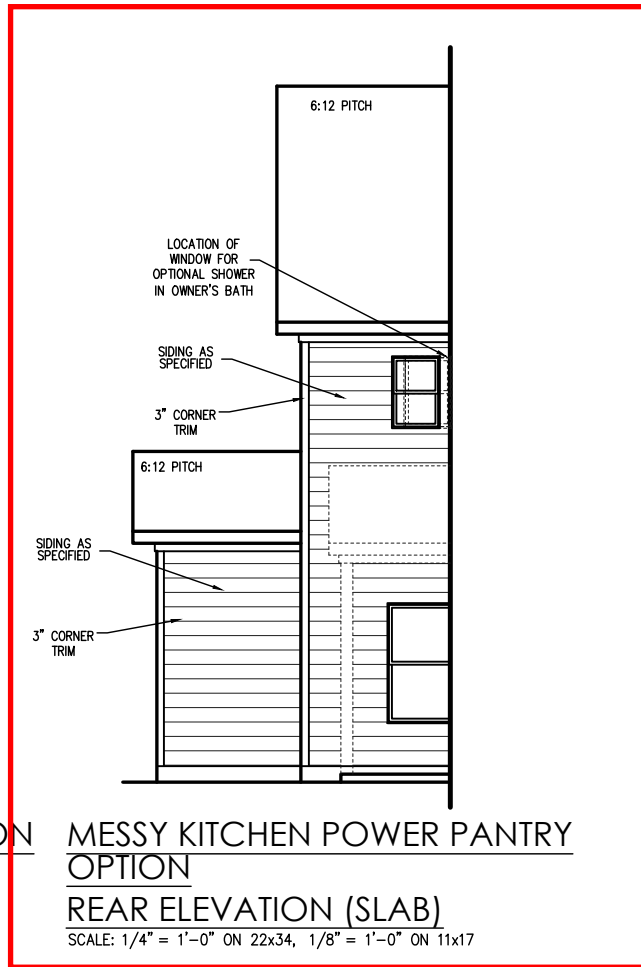 6:12 PITCH
LOCATION OF
WINDOW FOR
OPTIONAL SHOWER
IN OWNER'S BATH
SIDING AS
SPECIFIED
3" CORNER
TRIM
6:12 PITCH
SIDING AS
SPECIFIED
3" CORNER
TRIM
ON
MESSY KITCHEN POWER PANTRY
OPTION
REAR ELEVATION (SLAB)
SCALE: 1/4" = 1'-0" ON 22x34, 1/8" = 1'-0" ON 11x17